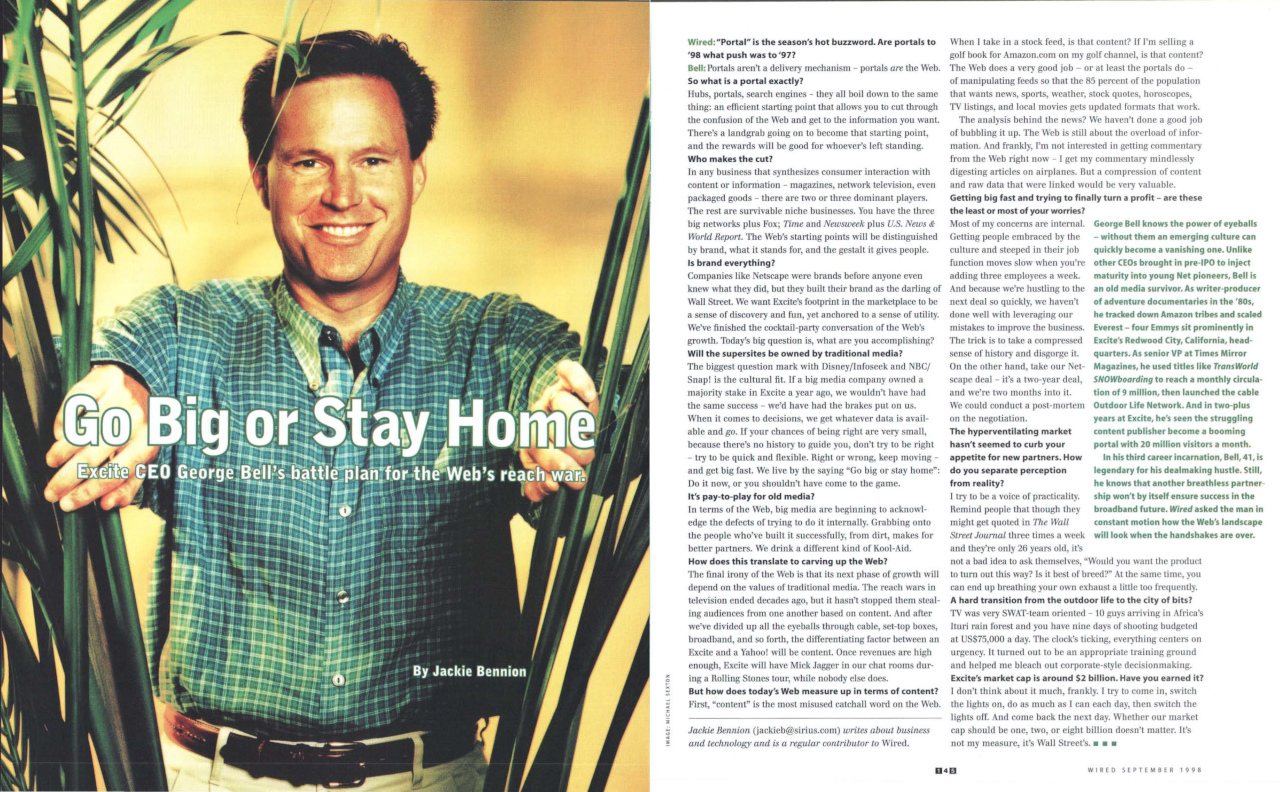 Go Big or Stay Home
Excite CEO George Bell's battle plan for the Web's reach war.
By Jackie Bennion
IMAGE: MICHAEL SEXTON
Wired: "Portal" is the season's hot buzzword. Are portals to
'98 what push was to '97?
Bell: Portals aren't a delivery mechanism – portals are the Web.
So what is a portal exactly?
Hubs, portals, search engines – they all boil down to the same
thing: an efficient starting point that allows you to cut through
the confusion of the Web and get to the information you want.
There's a landgrab going on to become that starting point,
and the rewards will be good for whoever's left standing.
Who makes the cut?
In any business that synthesizes consumer interaction with
content or information – magazines, network television, even
packaged goods – there are two or three dominant players.
The rest are survivable niche businesses. You have the three
big networks plus Fox; Time and Newsweek plus U.S. News &
World Report. The Web's starting points will be distinguished
by brand, what it stands for, and the gestalt it gives people.
Is brand everything?
Companies like Netscape were brands before anyone even
knew what they did, but they built their brand as the darling of
Wall Street. We want Excite's footprint in the marketplace to be
a sense of discovery and fun, yet anchored to a sense of utility.
We've finished the cocktail-party conversation of the Web's
growth. Today's big question is, what are you accomplishing?
Will the supersites be owned by traditional media?
The biggest question mark with Disney/Infoseek and NBC/
Snap! is the cultural fit. If a big media company owned a
majority stake in Excite a year ago, we wouldn't have had
the same success – we'd have had the brakes put on us.
When it comes to decisions, we get whatever data is avail-
able and go. If your chances of being right are very small,
because there's no history to guide you, don't try to be right
– try to be quick and flexible. Right or wrong, keep moving –
and get big fast. We live by the saying "Go big or stay home":
Do it now, or you shouldn't have come to the game.
It's pay-to-play for old media?
In terms of the Web, big media are beginning to acknowl-
edge the defects of trying to do it internally. Grabbing onto
the people who've built it successfully, from dirt, makes for
better partners. We drink a different kind of Kool-Aid.
How does this translate to carving up the Web?
The final irony of the Web is that its next phase of growth will
depend on the values of traditional media. The reach wars in
television ended decades ago, but it hasn't stopped them steal-
ing audiences from one another based on content. And after
we've divided up all the eyeballs through cable, set-top boxes,
broadband, and so forth, the differentiating factor between an
Excite and a Yahoo! will be content. Once revenues are high
enough, Excite will have Mick Jagger in our chat rooms dur-
ing a Rolling Stones tour, while nobody else does.
But how does today's Web measure up in terms of content?
First, "content" is the most misused catchall word on the Web.
Jackie Bennion (jackieb@sirius.com) writes about business
and technology and is a regular contributor to Wired.
When I take in a stock feed, is that content? If I'm selling a
golf book for Amazon.com on my golf channel, is that content?
The Web does a very good job – or at least the portals do –
of manipulating feeds so that the 85 percent of the population
that wants news, sports, weather, stock quotes, horoscopes,
TV listings, and local movies gets updated formats that work.
The analysis behind the news? We haven't done a good job
of bubbling it up. The Web is still about the overload of infor-
mation. And frankly, I'm not interested in getting commentary
from the Web right now – I get my commentary mindlessly
digesting articles on airplanes. But a compression of content
and raw data that were linked would be very valuable.
Getting big fast and trying to finally turn a profit – are these
the least or most of your worries?
Most of my concerns are internal.
Getting people embraced by the
culture and steeped in their job
function moves slow when you're
adding three employees a week.
And because we're hustling to the
next deal so quickly, we haven't
done well with leveraging our
mistakes to improve the business.
The trick is to take a compressed
sense of history and disgorge it.
On the other hand, take our Net-
scape deal – it's a two-year deal,
and we're two months into it.
We could conduct a post-mortem
on the negotiation.
The hyperventilating market
hasn't seemed to curb your
appetite for new partners. How
do you separate perception
from reality?
I try to be a voice of practicality.
Remind people that though they
might get quoted in The Wall
Street Journal three times a week
and they're only 26 years old, it's
not a bad idea to ask themselves, "Would you want the product
to turn out this way? Is it best of breed?" At the same time, you
can end up breathing your own exhaust a little too frequently.
A hard transition from the outdoor life to the city of bits?
TV was very SWAT-team oriented – 10 guys arriving in Africa's
Ituri rain forest and you have nine days of shooting budgeted
at US$75,000 a day. The clock's ticking, everything centers on
urgency. It turned out to be an appropriate training ground
and helped me bleach out corporate-style decisionmaking.
Excite's market cap is around $2 billion. Have you earned it?
I don't think about it much, frankly. I try to come in, switch
the lights on, do as much as I can each day, then switch the
lights off. And come back the next day. Whether our market
cap should be one, two, or eight billion doesn't matter. It's
not my measure, it's Wall Street's.
George Bell knows the power of eyeballs
– without them an emerging culture can
quickly become a vanishing one. Unlike
other CEOs brought in pre-IPO to inject
maturity into young Net pioneers, Bell is
an old media survivor. As writer-producer
of adventure documentaries in the '80s,
he tracked down Amazon tribes and scaled
Everest – four Emmys sit prominently in
Excite's Redwood City, California, head-
quarters. As senior VP at Times Mirror
Magazines, he used titles like TransWorld
SNOWboarding to reach a monthly circula-
tion of 9 million, then launched the cable
Outdoor Life Network. And in two-plus
years at Excite, he's seen the struggling
content publisher become a booming
portal with 20 million visitors a month.
In his third career incarnation, Bell, 41, is
legendary for his dealmaking hustle. Still,
he knows that another breathless partner-
ship won't by itself ensure success in the
broadband future. Wired asked the man in
constant motion how the Web's landscape
will look when the handshakes are over.
145
WIRED SEPTEMBER 1998